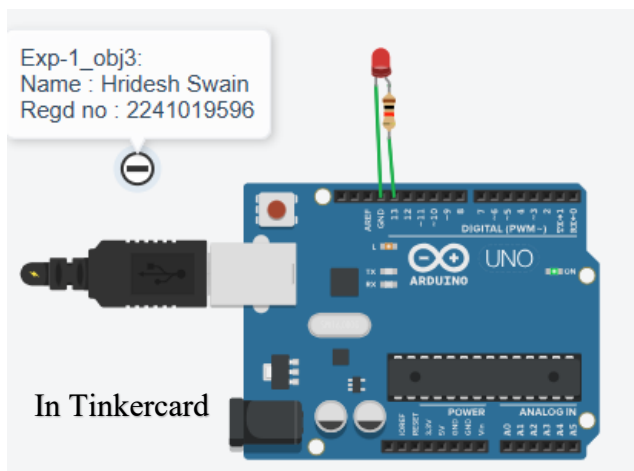 Exp-1_obj3:
Name : Hridesh Swain
Regd no : 2241019596
AREF
GND
13
12
~11
~10
~9
8
7
~6
~5
4
~3
2
TX→1
RX←0
DIGITAL (PWM~)
L
TX
RX
UNO
ARDUINO
ON
In Tinkercard
POWER
ANALOG IN
IOREF
RESET
3.3V
5V
GND
GND
Vin
A0
A1
A2
A3
A4
A5